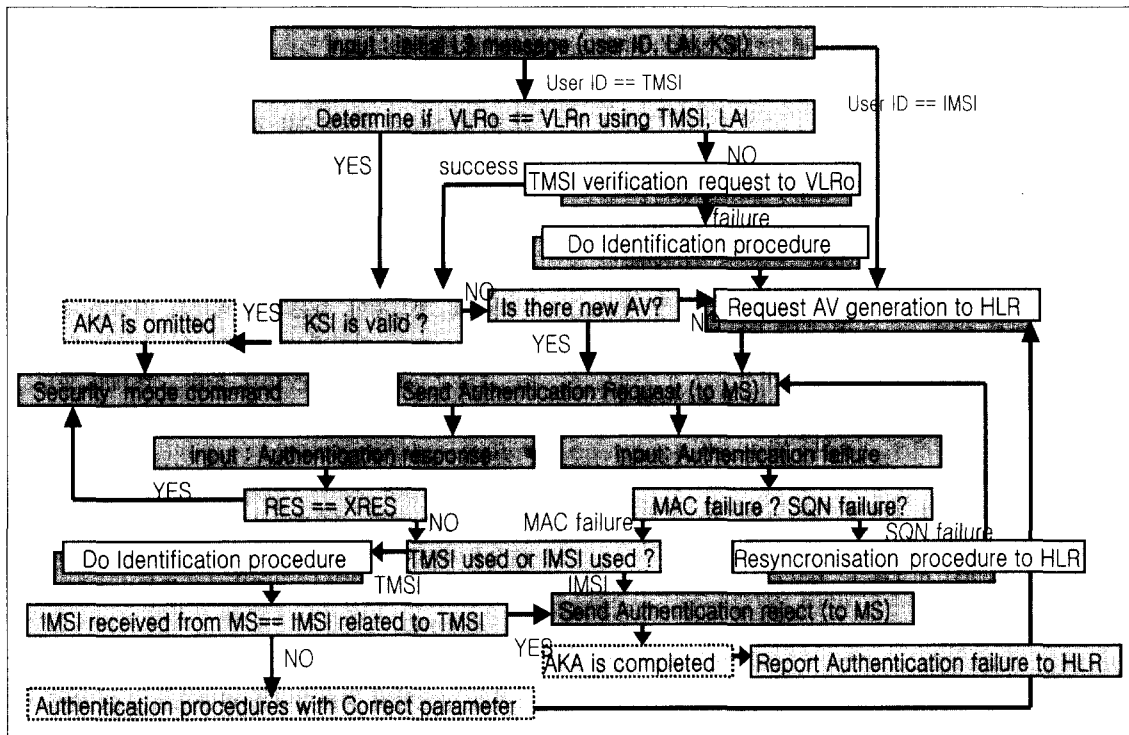 Input : Initial L3 message (user ID, LAI, KSI)
User ID == TMSI
User ID == IMSI
Determine if VLRo == VLRn using TMSI, LAI
YES
success
NO
TMSI verification request to VLRo
failure
Do Identification procedure
YES
AKA is omitted
KSI is valid ?
NO
Is there new AV?
Request AV generation to HLR
YES
Security mode command
Send Authentication Request (to MS)
Input : Authentication response
Input: Authentication failure
YES
RES == XRES
MAC failure ? SQN failure?
NO
MAC failure
SQN failure
Do Identification procedure
TMSI used or IMSI used ?
Resyncronisation procedure to HLR
TMSI
IMSI
IMSI received from MS== IMSI related to TMSI
Send Authentication reject (to MS)
YES
NO
AKA is completed
Report Authentication failure to HLR
Authentication procedures with Correct parameter